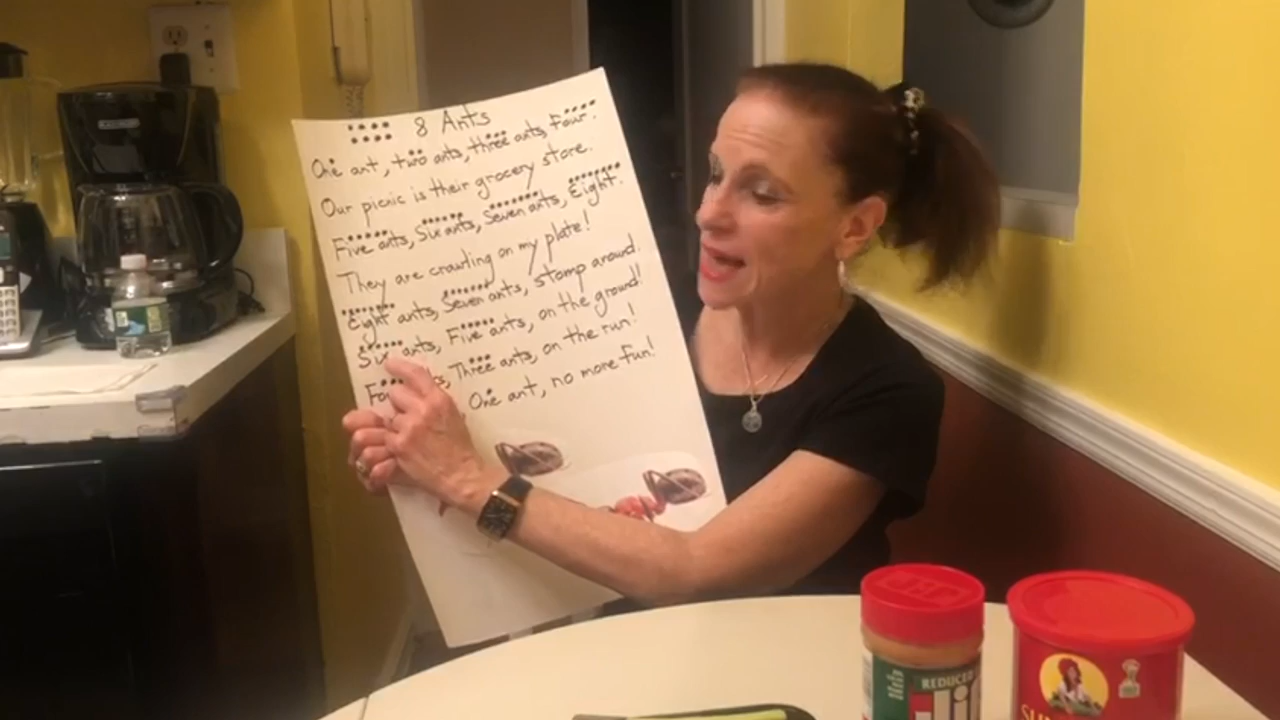 8 Ants
One ant, two ants, three ants, Four.
Our picnic is their grocery store.
Five ants, Six ants, Seven ants, Eight.
They are crawling on my plate!
Eight ants, Seven ants, stomp around.
Six ants, Five ants, on the ground!
Three ants, on the run!
One ant, no more fun!
REDUCED
Jif